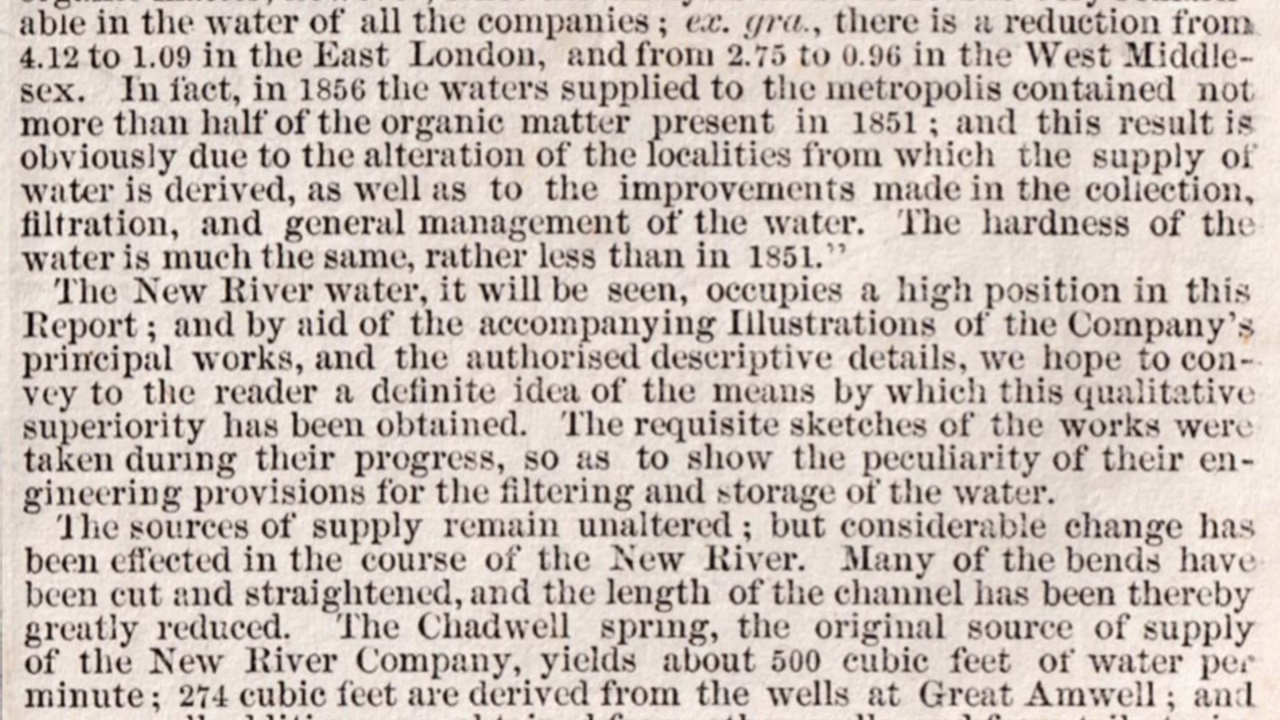 able in the water of all the companies; ex. gra., there is a reduction from
4.12 to 1.09 in the East London, and from 2.75 to 0.96 in the West Middle-
sex. In fact, in 1856 the waters supplied to the metropolis contained not
more than half of the organic matter present in 1851; and this result is
obviously due to the alteration of the localities from which the supply of
water is derived, as well as to the improvements made in the collection,
filtration, and general management of the water. The hardness of the
water is much the same, rather less than in 1851."
The New River water, it will be seen, occupies a high position in this
Report; and by aid of the accompanying Illustrations of the Company's
principal works, and the authorised descriptive details, we hope to con-
vey to the reader a definite idea of the means by which this qualitative
superiority has been obtained. The requisite sketches of the works were
taken during their progress, so as to show the peculiarity of their en-
gineering provisions for the filtering and storage of the water.
The sources of supply remain unaltered; but considerable change has
been effected in the course of the New River. Many of the bends have
been cut and straightened, and the length of the channel has been thereby
greatly reduced. The Chadwell spring, the original source of supply
of the New River Company, yields about 500 cubic feet of water per
minute; 274 cubic feet are derived from the wells at Great Amwell; and